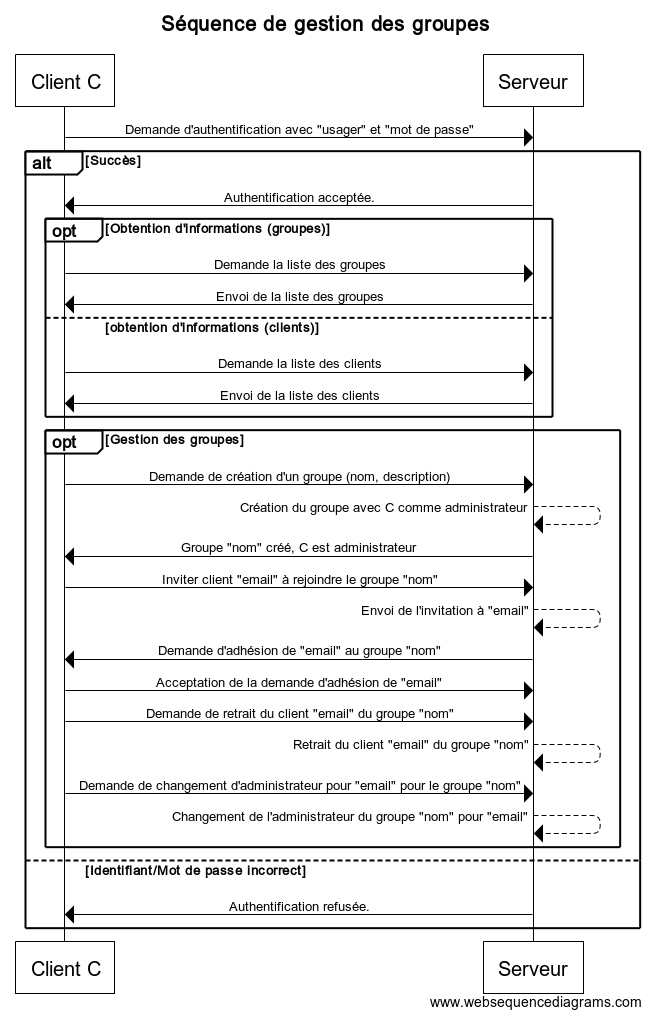 Séquence de gestion des groupes
Client C
Serveur
Demande d'authentification avec "usager" et "mot de passe"
alt
[Succès]
Authentification acceptée.
opt
[Obtention d'informations (groupes)]
Demande la liste des groupes
Envoi de la liste des groupes
[obtention d'informations (clients)]
Demande la liste des clients
Envoi de la liste des clients
opt
[Gestion des groupes]
Demande de création d'un groupe (nom, description)
Création du groupe avec C comme administrateur
Groupe "nom" créé, C est administrateur
Inviter client "email" à rejoindre le groupe "nom"
Envoi de l'invitation à "email"
Demande d'adhésion de "email" au groupe "nom"
Acceptation de la demande d'adhésion de "email"
Demande de retrait du client "email" du groupe "nom"
Retrait du client "email" du groupe "nom"
Demande de changement d'administrateur pour "email" pour le groupe "nom"
Changement de l'administrateur du groupe "nom" pour "email"
[Identifiant/Mot de passe incorrect]
Authentification refusée.
Client C
Serveur
www.websequencediagrams.com